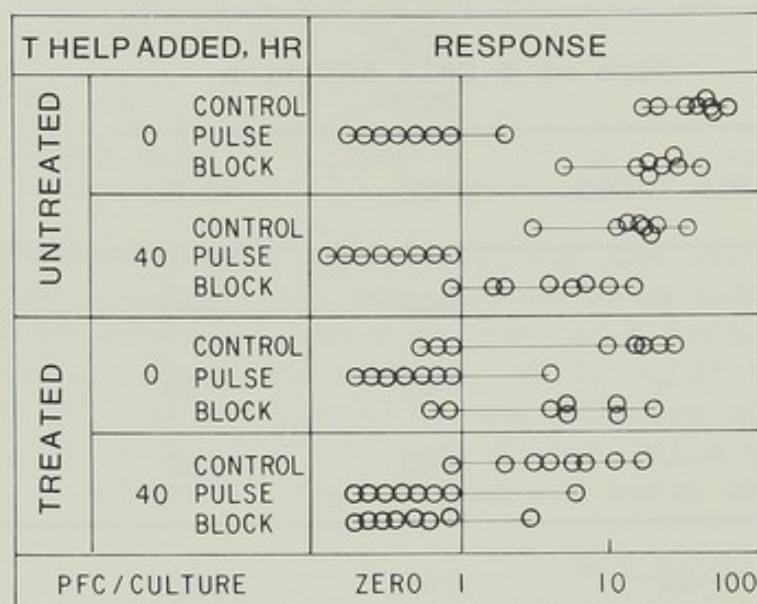 T HELP ADDED, HR RESPONSE
UNTREATED
0
CONTROL
PULSE
BLOCK
40
CONTROL
PULSE
BLOCK
TREATED
0
CONTROL
PULSE
BLOCK
40
CONTROL
PULSE
BLOCK
PFC/CULTURE ZERO 1 10 100